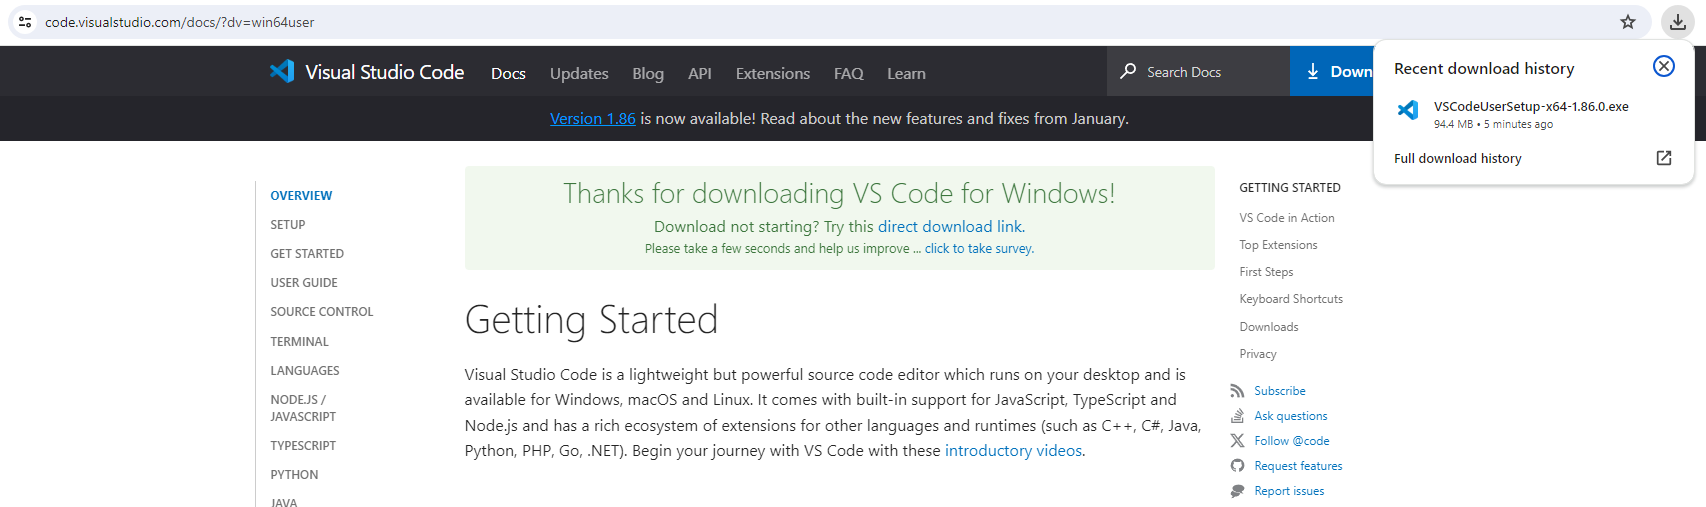 code.visualstudio.com/docs/?dv=win64user
Visual Studio Code Docs Updates Blog API Extensions FAQ Learn Search Docs Down
Version 1.86 is now available! Read about the new features and fixes from January.
Recent download history
VSCodeUserSetup-x64-1.86.0.exe
94.4 MB • 5 minutes ago
Full download history
OVERVIEW
SETUP
GET STARTED
USER GUIDE
SOURCE CONTROL
TERMINAL
LANGUAGES
NODE.JS /
JAVASCRIPT
TYPESCRIPT
PYTHON
JAVA
Thanks for downloading VS Code for Windows!
Download not starting? Try this direct download link.
Please take a few seconds and help us improve ... click to take survey.
Getting Started
Visual Studio Code is a lightweight but powerful source code editor which runs on your desktop and is
available for Windows, macOS and Linux. It comes with built-in support for JavaScript, TypeScript and
Node.js and has a rich ecosystem of extensions for other languages and runtimes (such as C++, C#, Java,
Python, PHP, Go, .NET). Begin your journey with VS Code with these introductory videos.
GETTING STARTED
VS Code in Action
Top Extensions
First Steps
Keyboard Shortcuts
Downloads
Privacy
Subscribe
Ask questions
Follow @code
Request features
Report issues